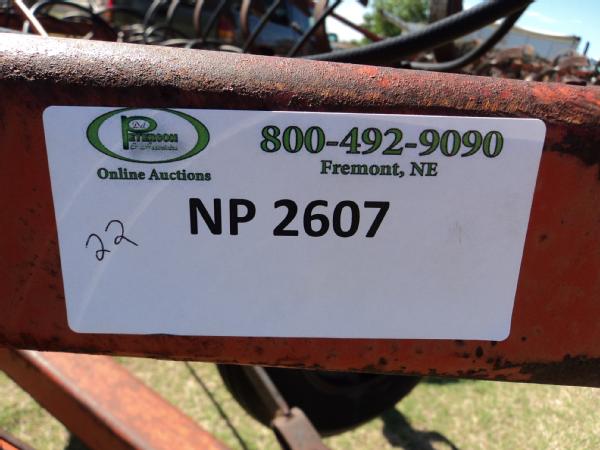 PETERSON
Online Auctions
800-492-9090
Fremont, NE
NP 2607
22